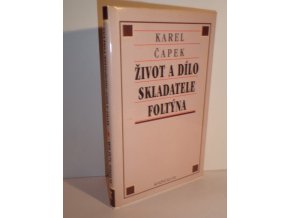 KAREL
ČAPEK
ŽIVOT A DÍLO
SKLADATELE
FOLTÝNA